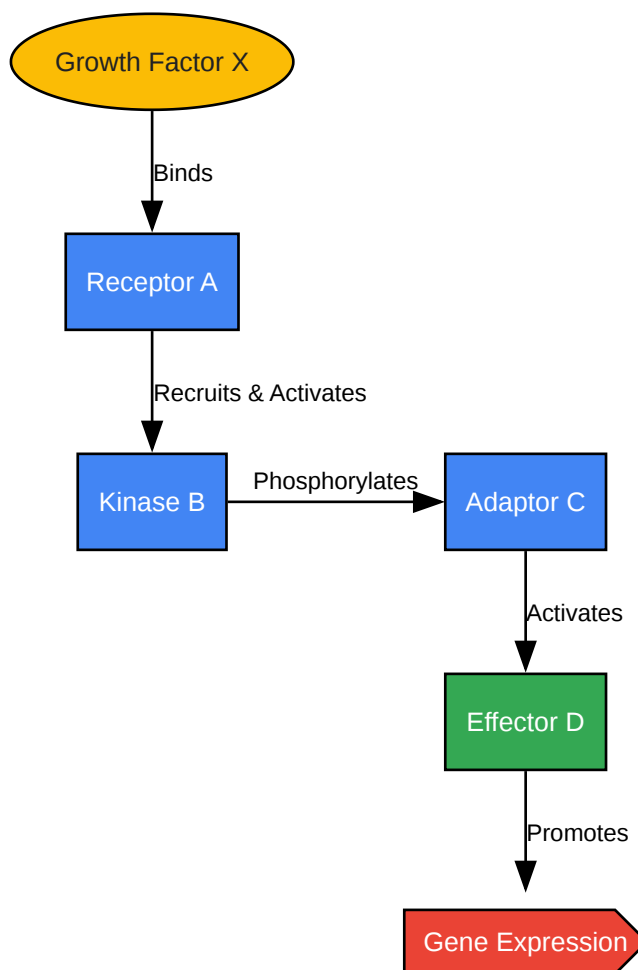 Growth Factor X
Binds
Receptor A
Recruits & Activates
Kinase B
Phosphorylates
Adaptor C
Activates
Effector D
Promotes
Gene Expression